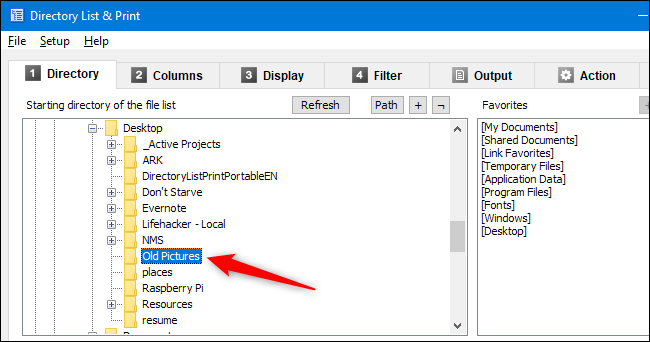 Directory List & Print
File Setup Help
1 Directory 2 Columns 3 Display 4 Filter Output Action
Starting directory of the file list Refresh Path + ¬ Favorites
Desktop
_Active Projects
ARK
DirectoryListPrintPortableEN
Don't Starve
Evernote
Lifehacker - Local
NMS
Old Pictures
places
Raspberry Pi
Resources
resume
[My Documents]
[Shared Documents]
[Link Favorites]
[Temporary Files]
[Application Data]
[Program Files]
[Fonts]
[Windows]
[Desktop]